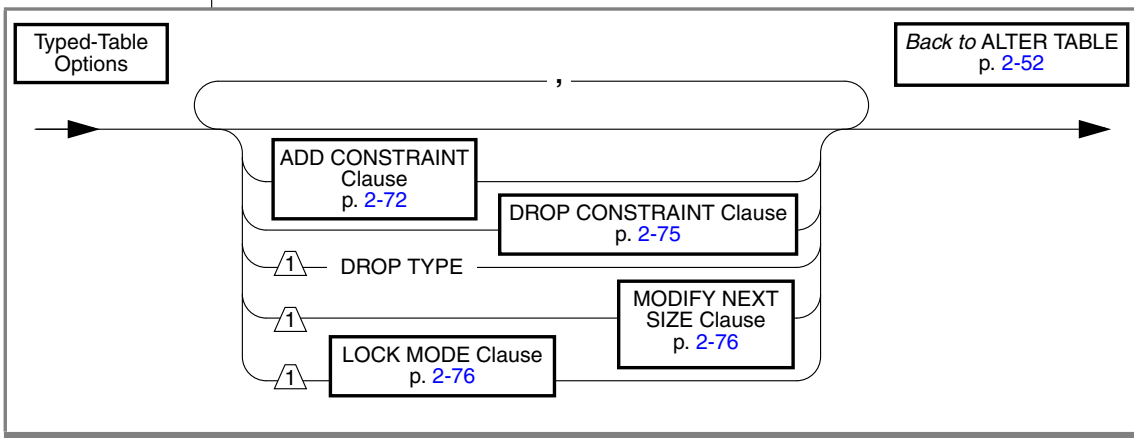 Typed-Table
Options
Back to ALTER TABLE
p. 2-52
,
ADD CONSTRAINT
Clause
p. 2-72
DROP CONSTRAINT Clause
p. 2-75
1
DROP TYPE
1
MODIFY NEXT
SIZE Clause
p. 2-76
1
LOCK MODE Clause
p. 2-76